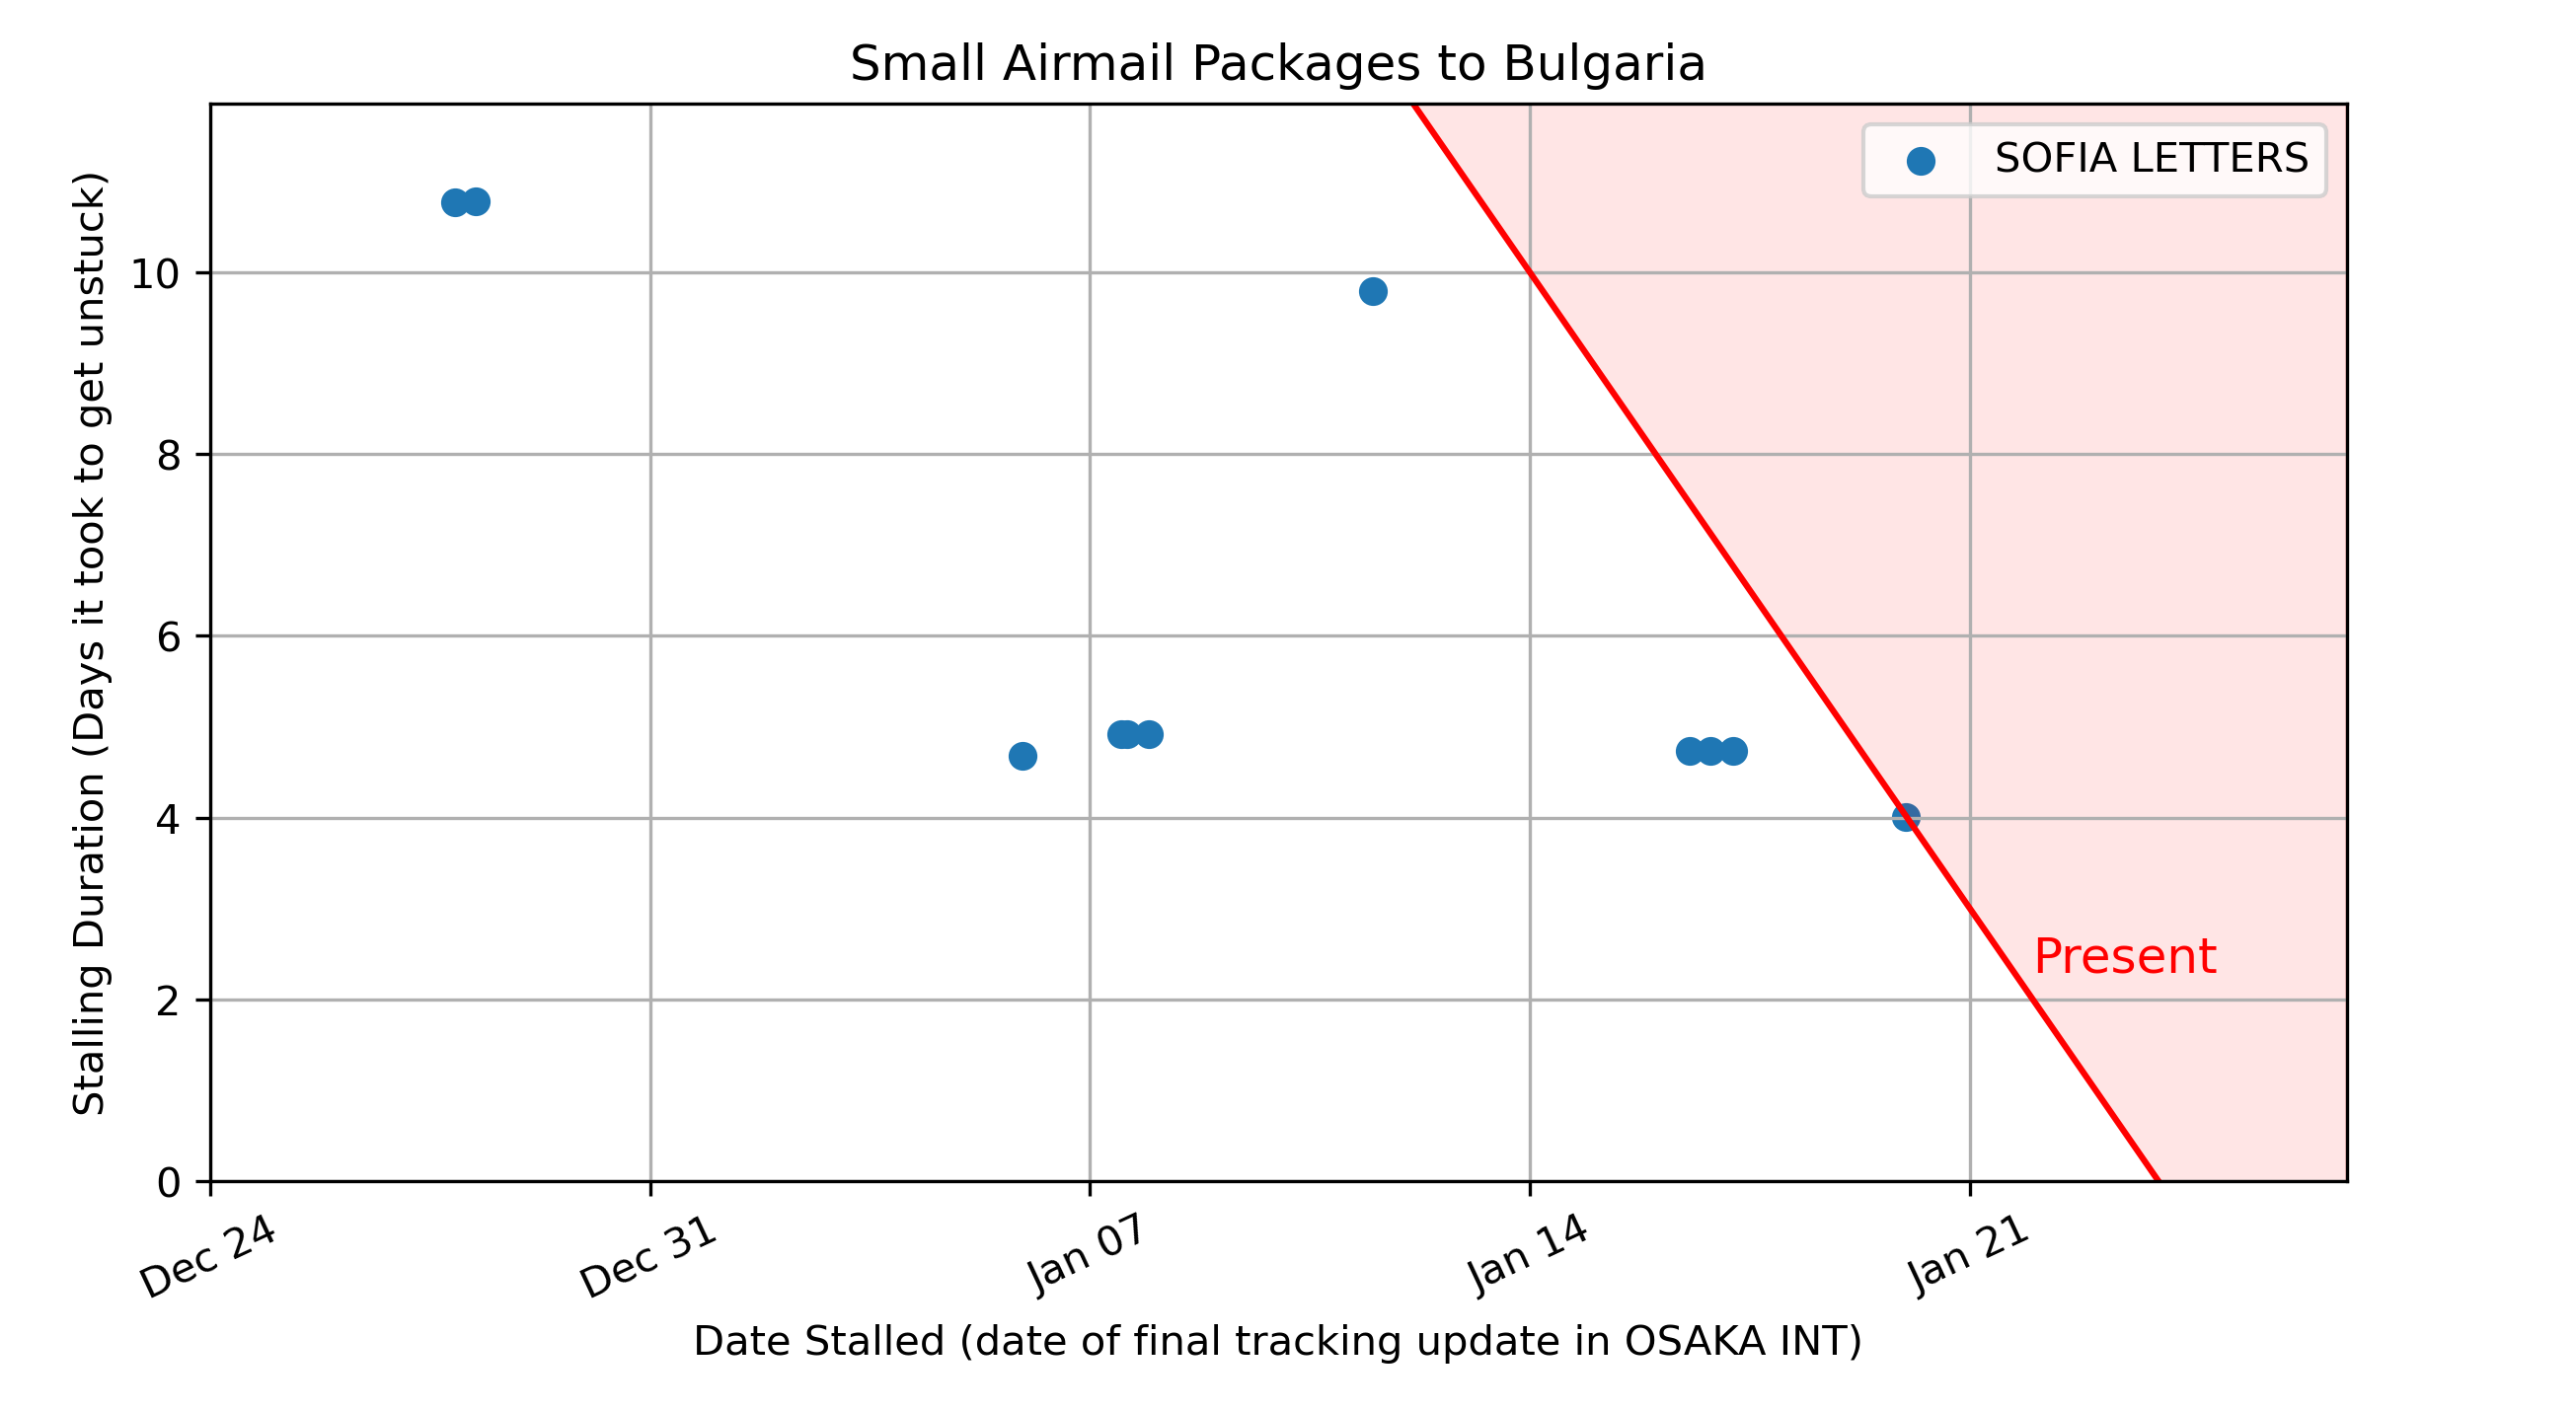 Small Airmail Packages to Bulgaria
SOFIA LETTERS
Stalling Duration (Days it took to get unstuck)
10
8
6
4
2
0
Present
Dec 24
Dec 31
Jan 07
Jan 14
Jan 21
Date Stalled (date of final tracking update in OSAKA INT)